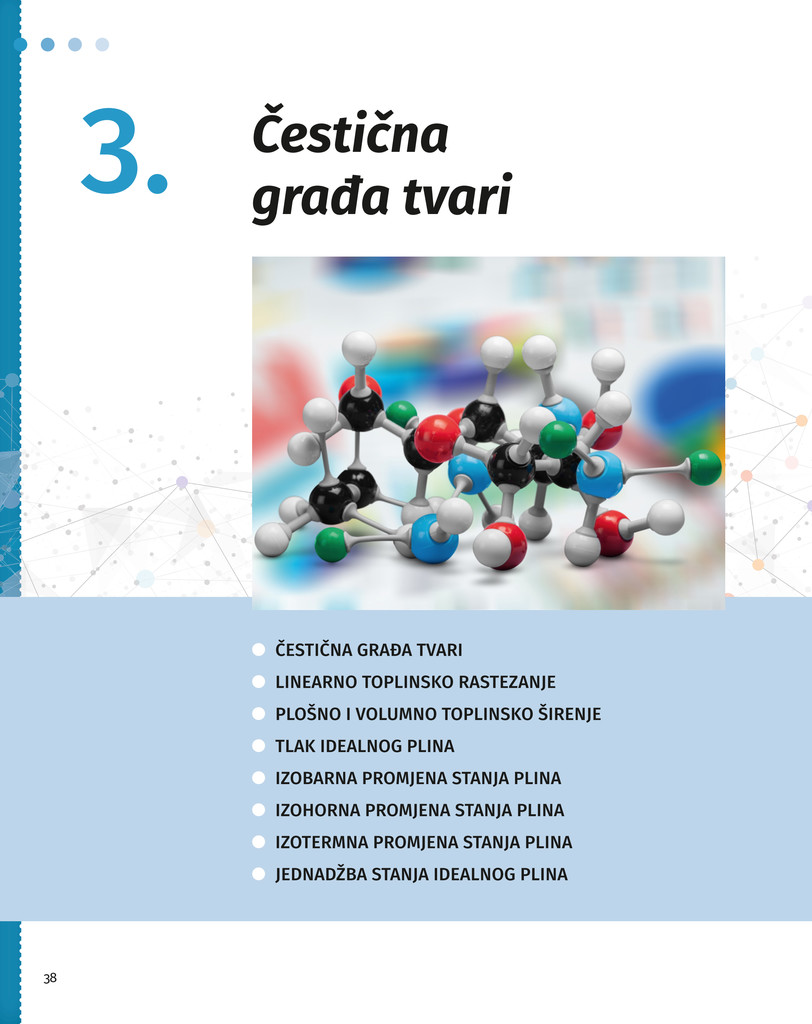 3.
Čestična
građa tvari
ČESTIČNA GRAĐA TVARI
LINEARNO TOPLINSKO RASTEZANJE
PLOŠNO I VOLUMNO TOPLINSKO ŠIRENJE
TLAK IDEALNOG PLINA
IZOBARNA PROMJENA STANJA PLINA
IZOHORNA PROMJENA STANJA PLINA
IZOTERMNA PROMJENA STANJA PLINA
JEDNADŽBA STANJA IDEALNOG PLINA
38